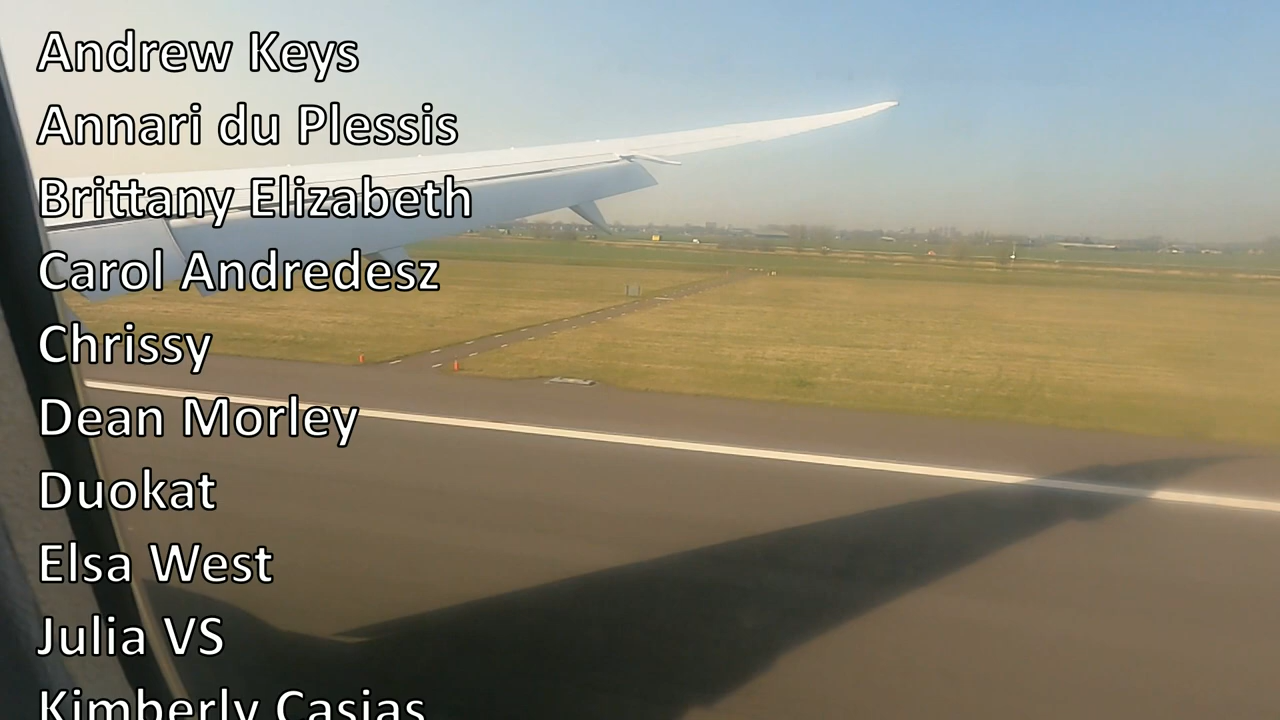 Andrew Keys
Annari du Plessis
Brittany Elizabeth
Carol Andredesz
Chrissy
Dean Morley
Duokat
Elsa West
Julia VS
Kimberly Casias